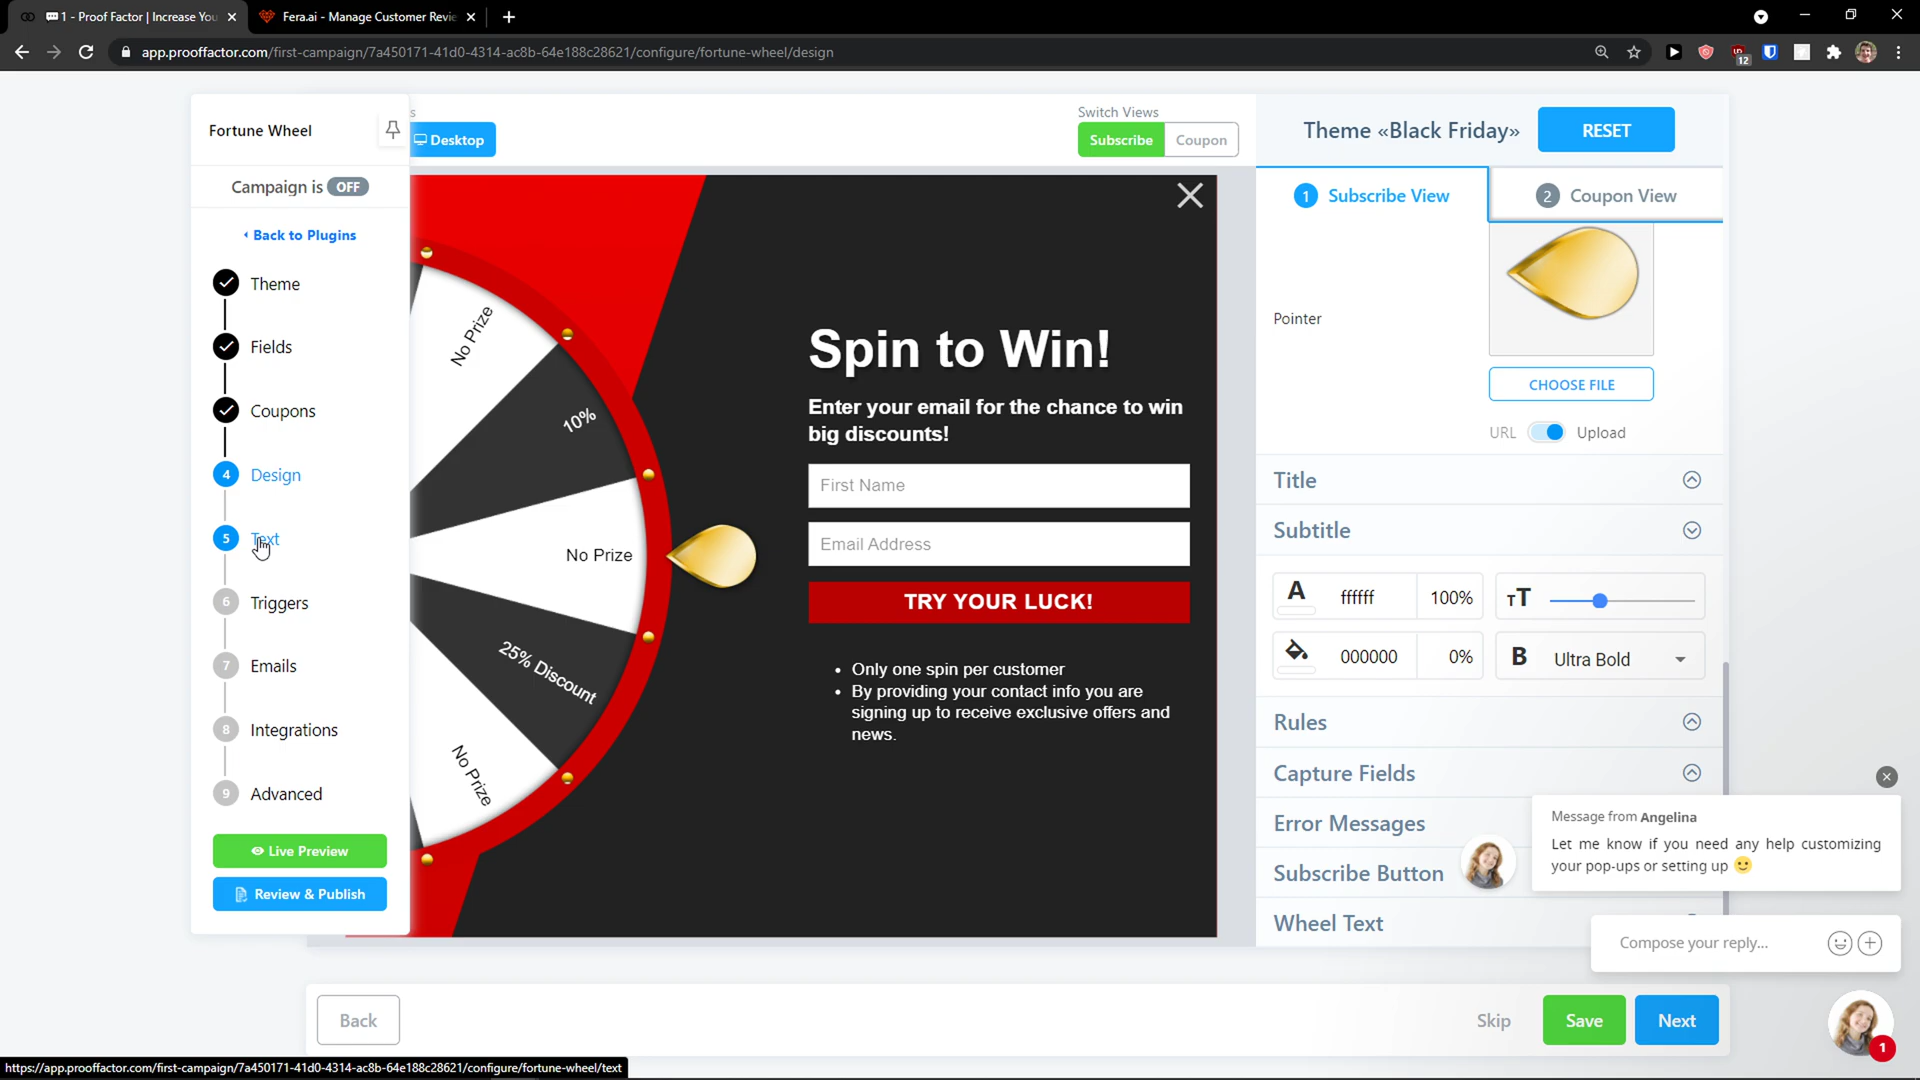 1 - Proof Factor | Increase You
Fera.ai - Manage Customer Revie
app.prooffactor.com/first-campaign/7a450171-41d0-4314-ac8b-64e188c28621/configure/fortune-wheel/design
12
Fortune Wheel
Campaign is OFF
Back to Plugins
Theme
Fields
Coupons
4 Design
5 Text
6 Triggers
7 Emails
8 Integrations
9 Advanced
Live Preview
Review & Publish
s
Desktop
Switch Views
Subscribe
Coupon
No Prize
10%
No Prize
25% Discount
No Prize
Spin to Win!
Enter your email for the chance to win
big discounts!
First Name
Email Address
TRY YOUR LUCK!
• Only one spin per customer
• By providing your contact info you are
signing up to receive exclusive offers and
news.
Theme «Black Friday»
RESET
1 Subscribe View
2 Coupon View
Pointer
CHOOSE FILE
URL
Upload
Title
Subtitle
A ffffff 100%
TT
000000 0%
B Ultra Bold
Rules
Capture Fields
Error Messages
Subscribe Button
Wheel Text
Message from Angelina
Let me know if you need any help customizing
your pop-ups or setting up 🙂
Compose your reply...
1
Back
Skip
Save
Next
https://app.prooffactor.com/first-campaign/7a450171-41d0-4314-ac8b-64e188c28621/configure/fortune-wheel/text